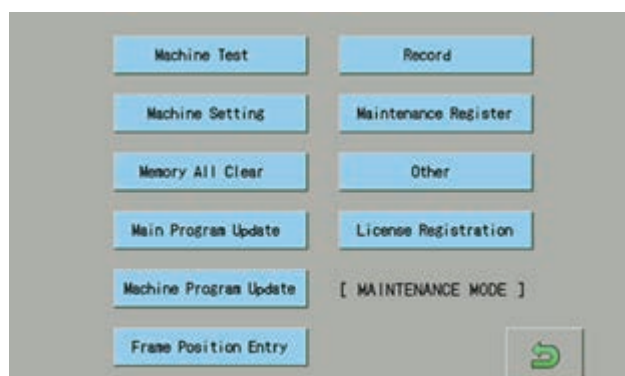 Machine Test
Record
Machine Setting
Maintenance Register
Memory All Clear
Other
Main Program Update
License Registration
Machine Program Update
[ MAINTENANCE MODE ]
Frame Position Entry